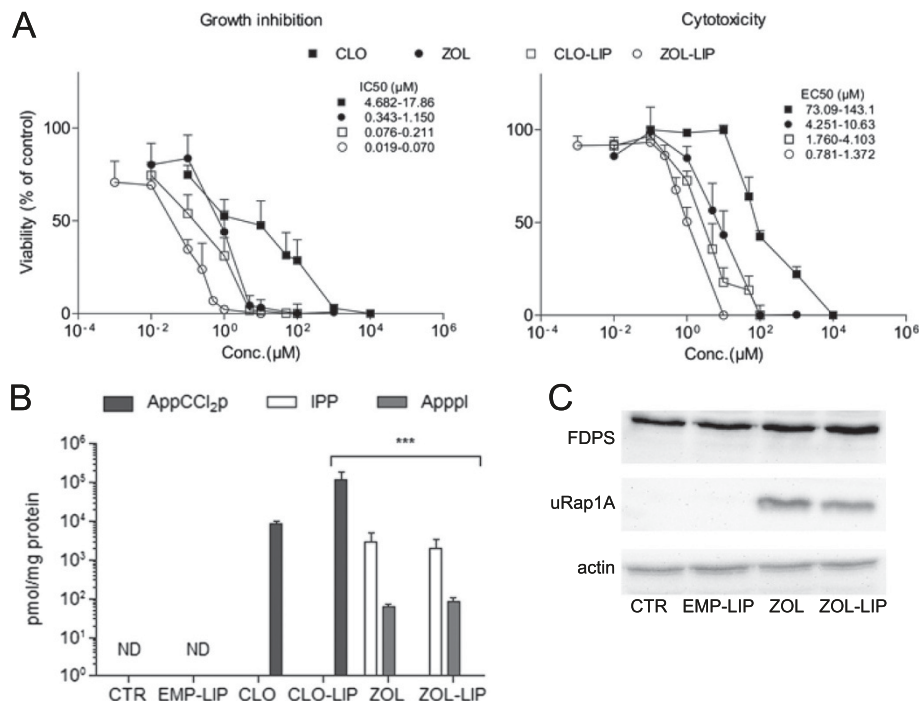 A
Growth inhibition
Cytotoxicity
CLO ZOL CLO-LIP ZOL-LIP
IC50 (µM)
4.682-17.86
0.343-1.150
0.076-0.211
0.019-0.070
EC50 (µM)
73.09-143.1
4.251-10.63
1.760-4.103
0.781-1.372
Viability (% of control)
100
50
0
10-4 10-2 100 102 104 106
Conc.(µM)
100
50
0
10-4 10-2 100 102 104 106
Conc.(µM)
B
AppCCl2p IPP ApppI
***
pmol/mg protein
106
105
104
103
102
101
100
ND ND
CTR EMP-LIP CLO CLO-LIP ZOL ZOL-LIP
C
FDPS
uRap1A
actin
CTR EMP-LIP ZOL ZOL-LIP